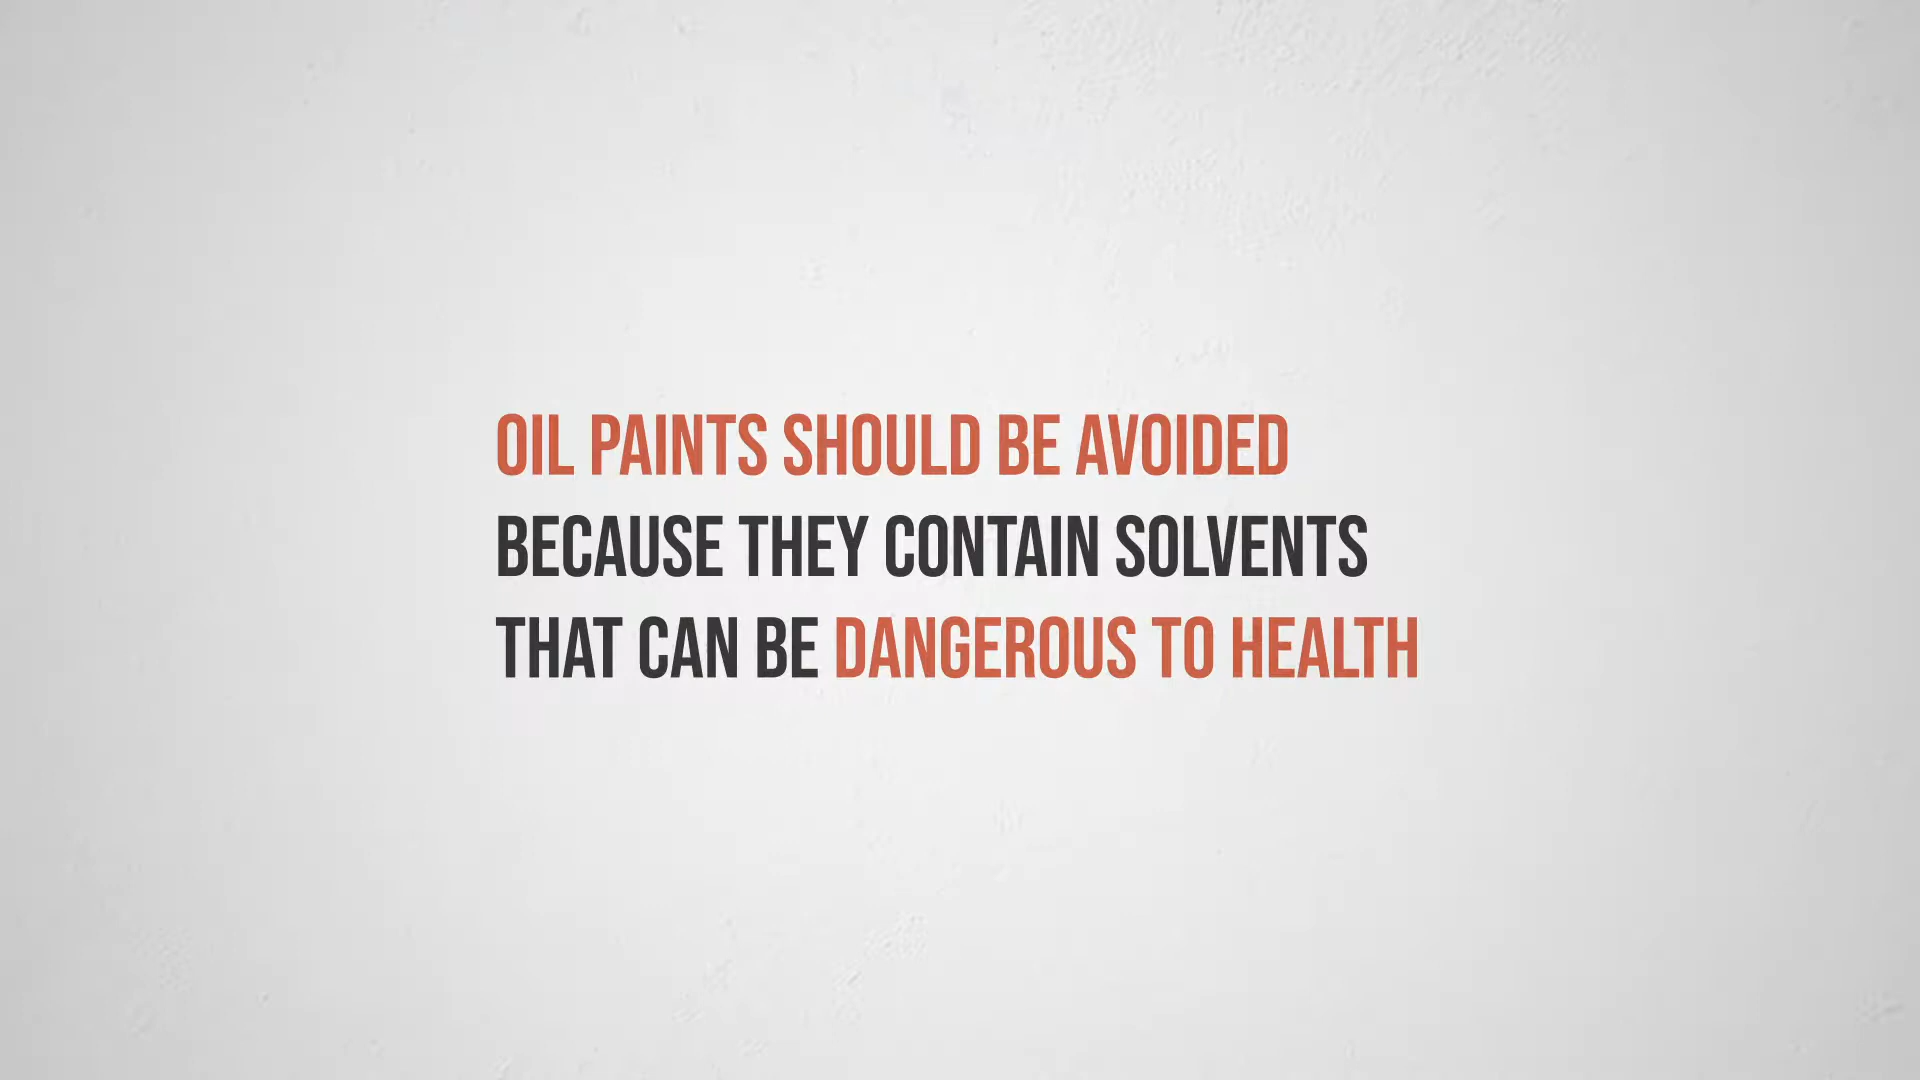 OIL PAINTS SHOULD BE AVOIDED
BECAUSE THEY CONTAIN SOLVENTS
THAT CAN BE DANGEROUS TO HEALTH